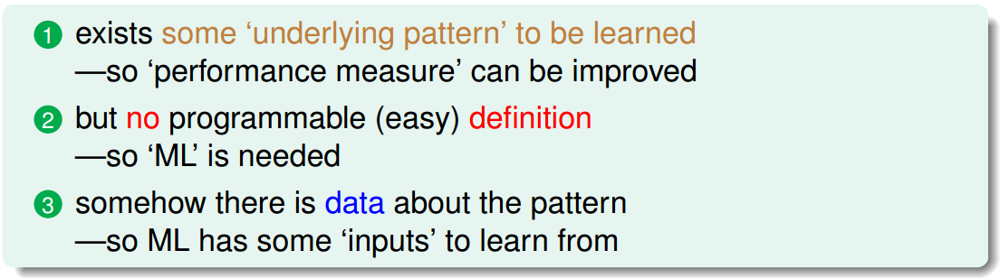 1 exists some ‘underlying pattern’ to be learned
—so ‘performance measure’ can be improved
2 but no programmable (easy) definition
—so ‘ML’ is needed
3 somehow there is data about the pattern
—so ML has some ‘inputs’ to learn from